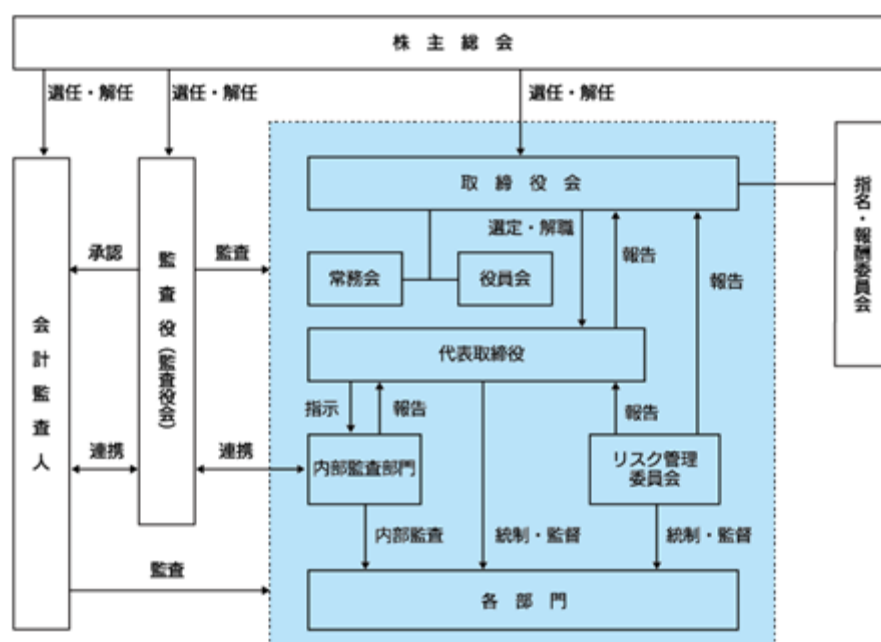 株主総会
選任・解任
選任・解任
選任・解任
取締役会
指名・報酬委員会
選定・解職
報告
報告
承認
監査
監査役(監査役会)
常務会
役員会
会計監査人
代表取締役
指示
報告
報告
連携
連携
内部監査部門
リスク管理
委員会
内部監査
統制・監督
統制・監督
監査
各部門